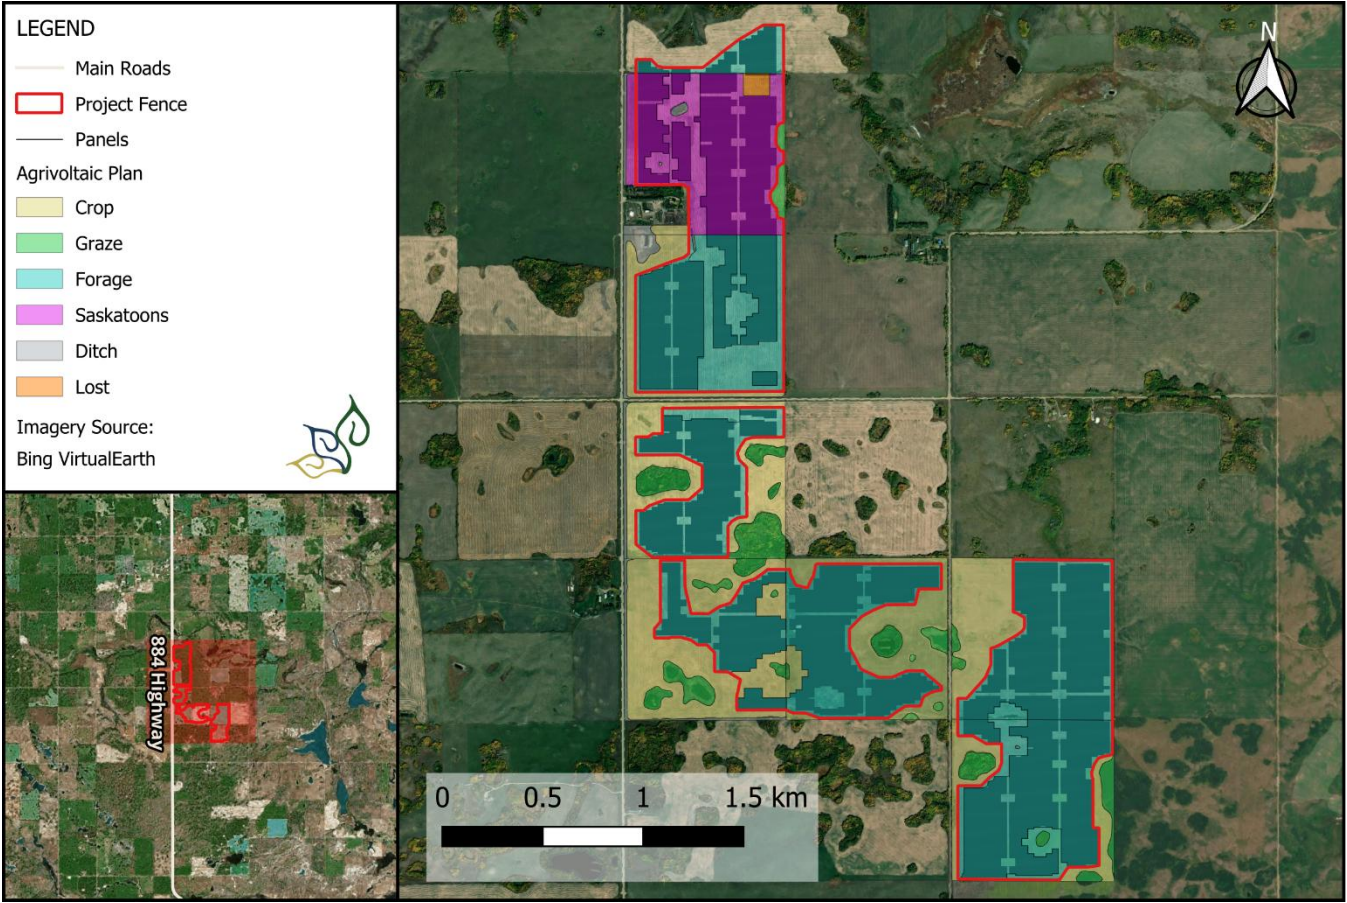 LEGEND
Main Roads
Project Fence
Panels
Agrivoltaic Plan
Crop
Graze
Forage
Saskatoons
Ditch
Lost
Imagery Source:
Bing VirtualEarth
884 Highway
N
0 0.5 1 1.5 km